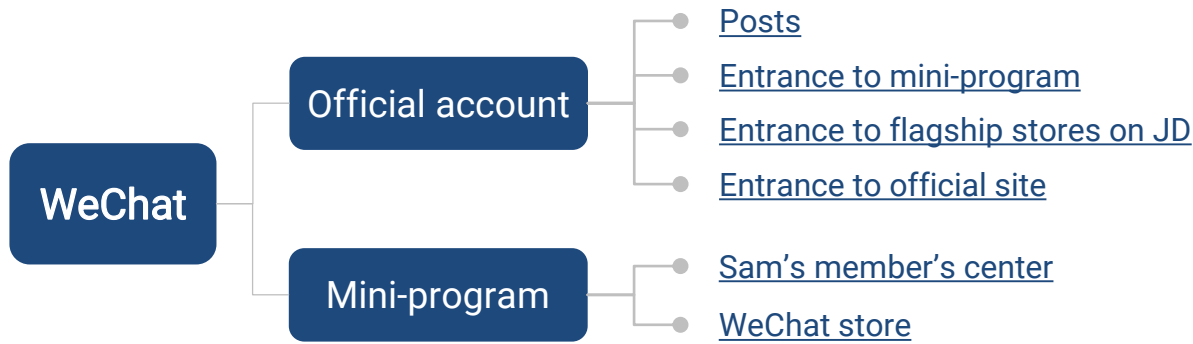 Posts
Entrance to mini-program
Official account
Entrance to flagship stores on JD
Entrance to official site
WeChat
Sam’s member’s center
Mini-program
WeChat store